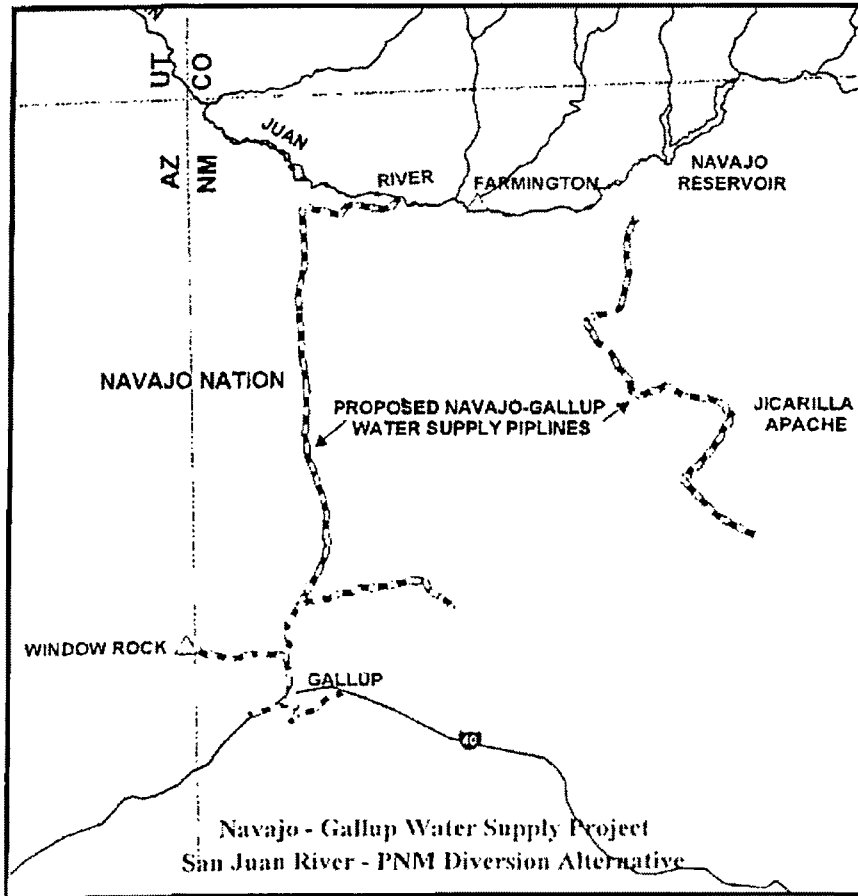 UT
CO
AZ
NM
JUAN
RIVER
FARMINGTON
NAVAJO
RESERVOIR
NAVAJO NATION
PROPOSED NAVAJO-GALLUP
WATER SUPPLY PIPLINES
JICARILLA
APACHE
WINDOW ROCK
GALLUP
40
Navajo - Gallup Water Supply Project
San Juan River - PNM Diversion Alternative